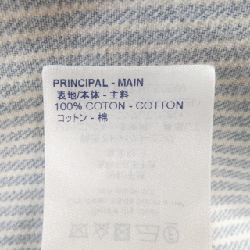 PRINCIPAL - MAIN
表地/本体 - 主料
100% COTON - COTTON
コットン - 棉